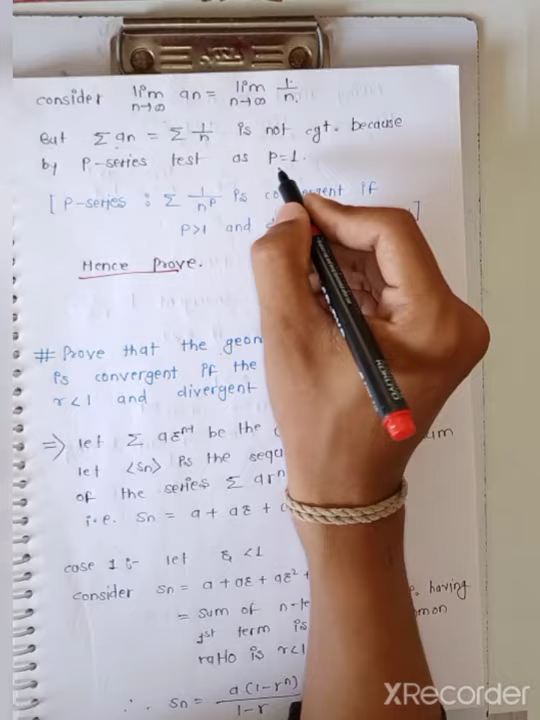 consider lim n→∞ an = lim n→∞ 1/n.
But Σ an = Σ 1/n is not cgt. because
by P-series test as P=1.
[ P-series : Σ 1/n^p is if
P>1 and ]
Hence Prove.
# Prove that the
is convergent if the
r<1 and divergent
⇒ let Σ ar^n-1 be the
let <Sn> is the
of the series Σ ar^n
i.e. Sn = a + ar +
case 1 :- let r <1
consider Sn = a + ar + ar² + having
= sum of n-
1st term is
ratio is r<1
∴ Sn = a(1-r^n) / 1-r
KOKUYO
XRecorder